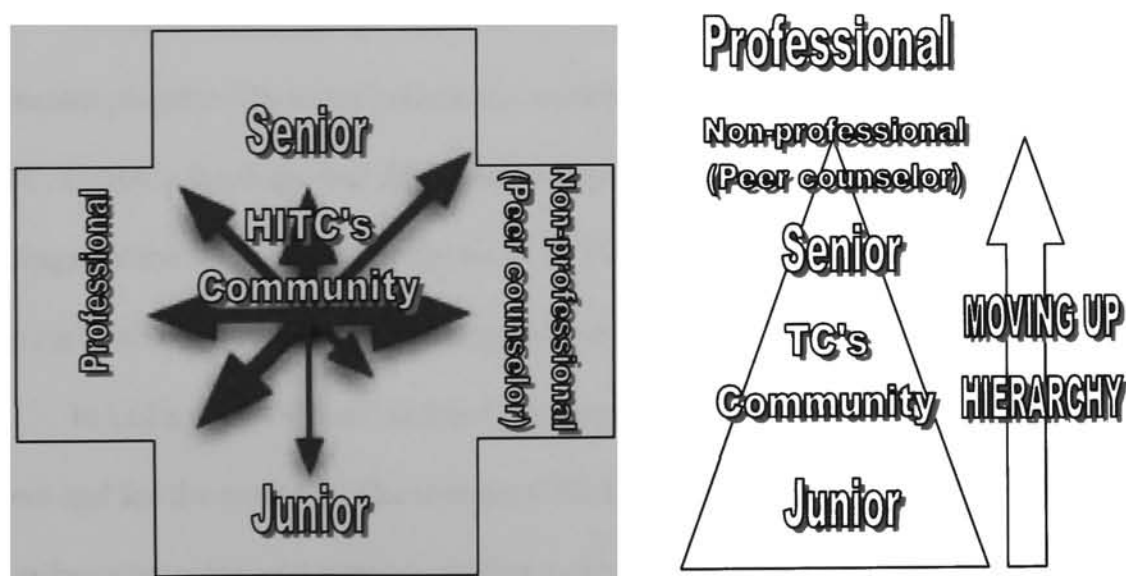 Senior
HITC's
Community
Professional
Non-professional
(Peer counselor)
Junior
Professional
Non-professional
(Peer counselor)
Senior
TC's
Community
Junior
MOVING UP
HIERARCHY